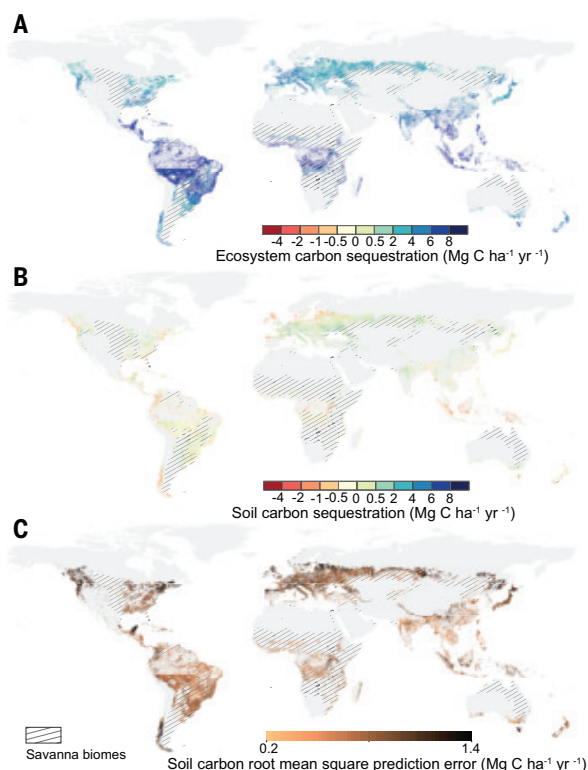 A
-4 -2 -1 -0.5 0 0.5 2 4 6 8
Ecosystem carbon sequestration (Mg C ha⁻¹ yr ⁻¹)
B
-4 -2 -1 -0.5 0 0.5 2 4 6 8
Soil carbon sequestration (Mg C ha⁻¹ yr ⁻¹)
C
Savanna biomes
0.2 1.4
Soil carbon root mean square prediction error (Mg C ha⁻¹ yr ⁻¹)